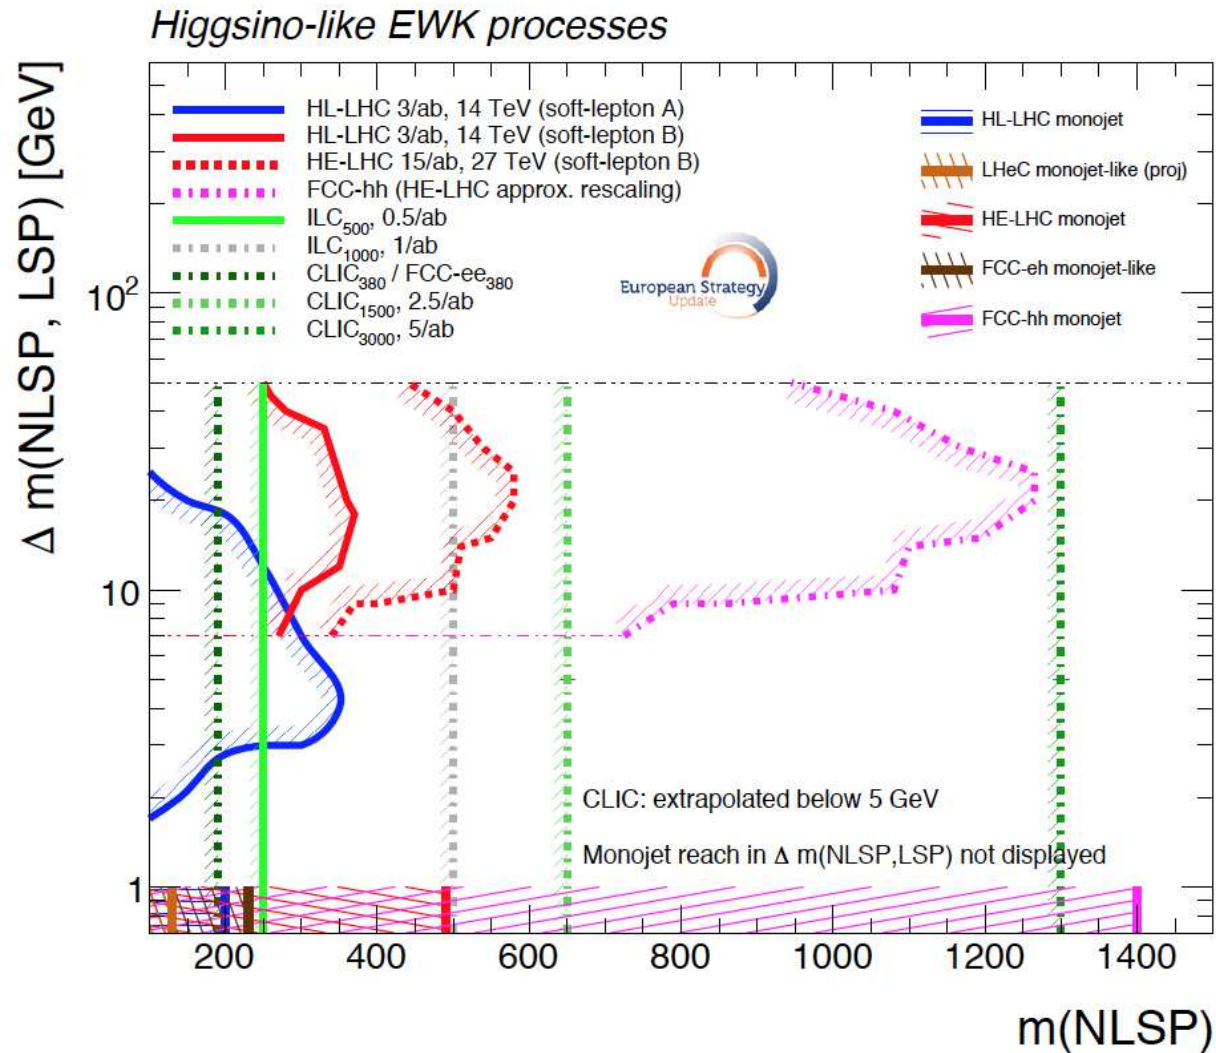 Higgsino-like EWK processes
Δ m(NLSP, LSP) [GeV]
HL-LHC 3/ab, 14 TeV (soft-lepton A)
HL-LHC 3/ab, 14 TeV (soft-lepton B)
HE-LHC 15/ab, 27 TeV (soft-lepton B)
FCC-hh (HE-LHC approx. rescaling)
ILC500, 0.5/ab
ILC1000, 1/ab
CLIC380 / FCC-ee380
CLIC1500, 2.5/ab
CLIC3000, 5/ab
HL-LHC monojet
LHeC monojet-like (proj)
HE-LHC monojet
FCC-eh monojet-like
FCC-hh monojet
European Strategy
Update
10²
10
1
CLIC: extrapolated below 5 GeV
Monojet reach in Δ m(NLSP,LSP) not displayed
200 400 600 800 1000 1200 1400
m(NLSP)